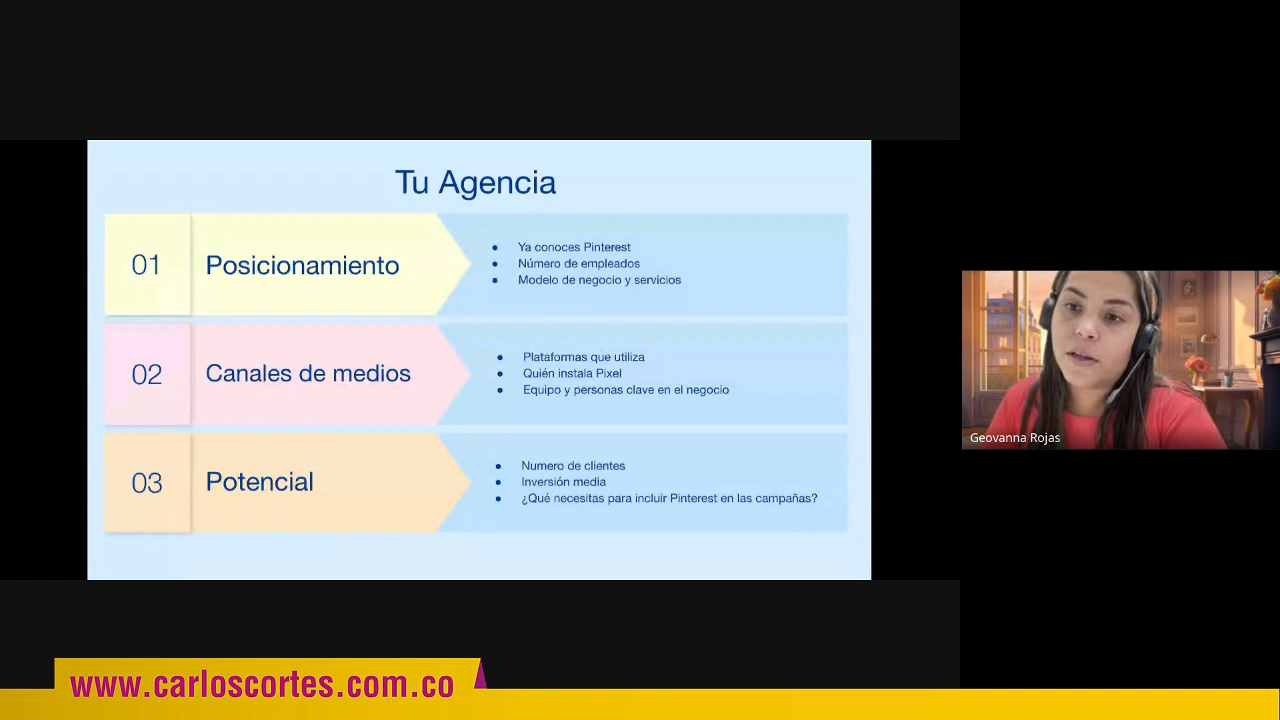 Tu Agencia
01
Posicionamiento
● Ya conoces Pinterest
● Número de empleados
● Modelo de negocio y servicios
02
Canales de medios
● Plataformas que utiliza
● Quién instala Pixel
● Equipo y personas clave en el negocio
03
Potencial
● Numero de clientes
● Inversión media
● ¿Qué necesitas para incluir Pinterest en las campañas?
Geovanna Rojas
www.carloscortes.com.co